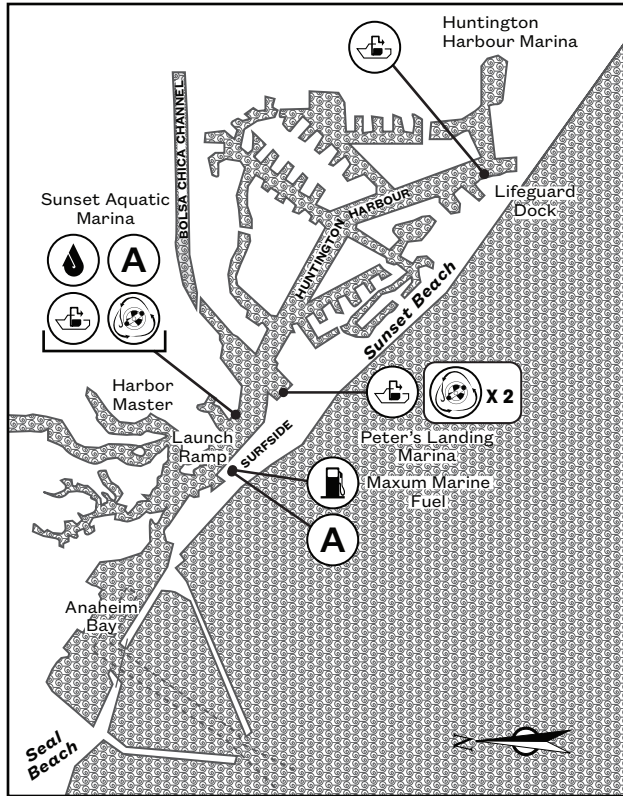 Huntington
Harbour Marina
BOLSA CHICA CHANNEL
Sunset Aquatic
Marina
A
HUNTINGTON HARBOUR
Lifeguard
Dock
Sunset Beach
Harbor
Master
Launch
Ramp
SURFSIDE
X 2
Peter's Landing
Marina
Maxum Marine
Fuel
A
Anaheim
Bay
Seal
Beach
N